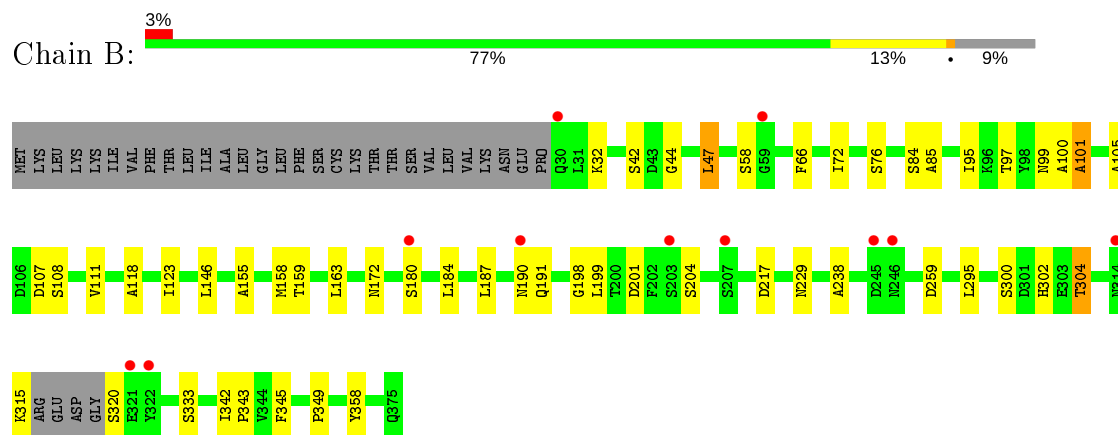 3%
Chain B:
77% 13% • 9%
MET LYS LEU LYS LYS ILE VAL PHE THR LEU ILE ALA LEU GLY LEU PHE SER CYS LYS THR THR SER VAL LEU VAL LYS ASN GLU PRO Q30 L31 K32 S42 D43 G44 L47 S58 G59 F66 I72 S76 S84 A85 I95 K96 T97 Y98 N99 A100 A101 A105
D106 D107 S108 V111 A118 I123 L146 A155 M158 T159 L163 N172 S180 L184 L187 N190 Q191 G198 L199 T200 D201 F202 S203 S204 S207 D217 N229 A238 D245 N246 D259 L295 S300 D301 H302 E303 T304 N314
K315 ARG GLU ASP GLY S320 E321 Y322 S333 I342 P343 V344 F345 P349 Y358 Q375